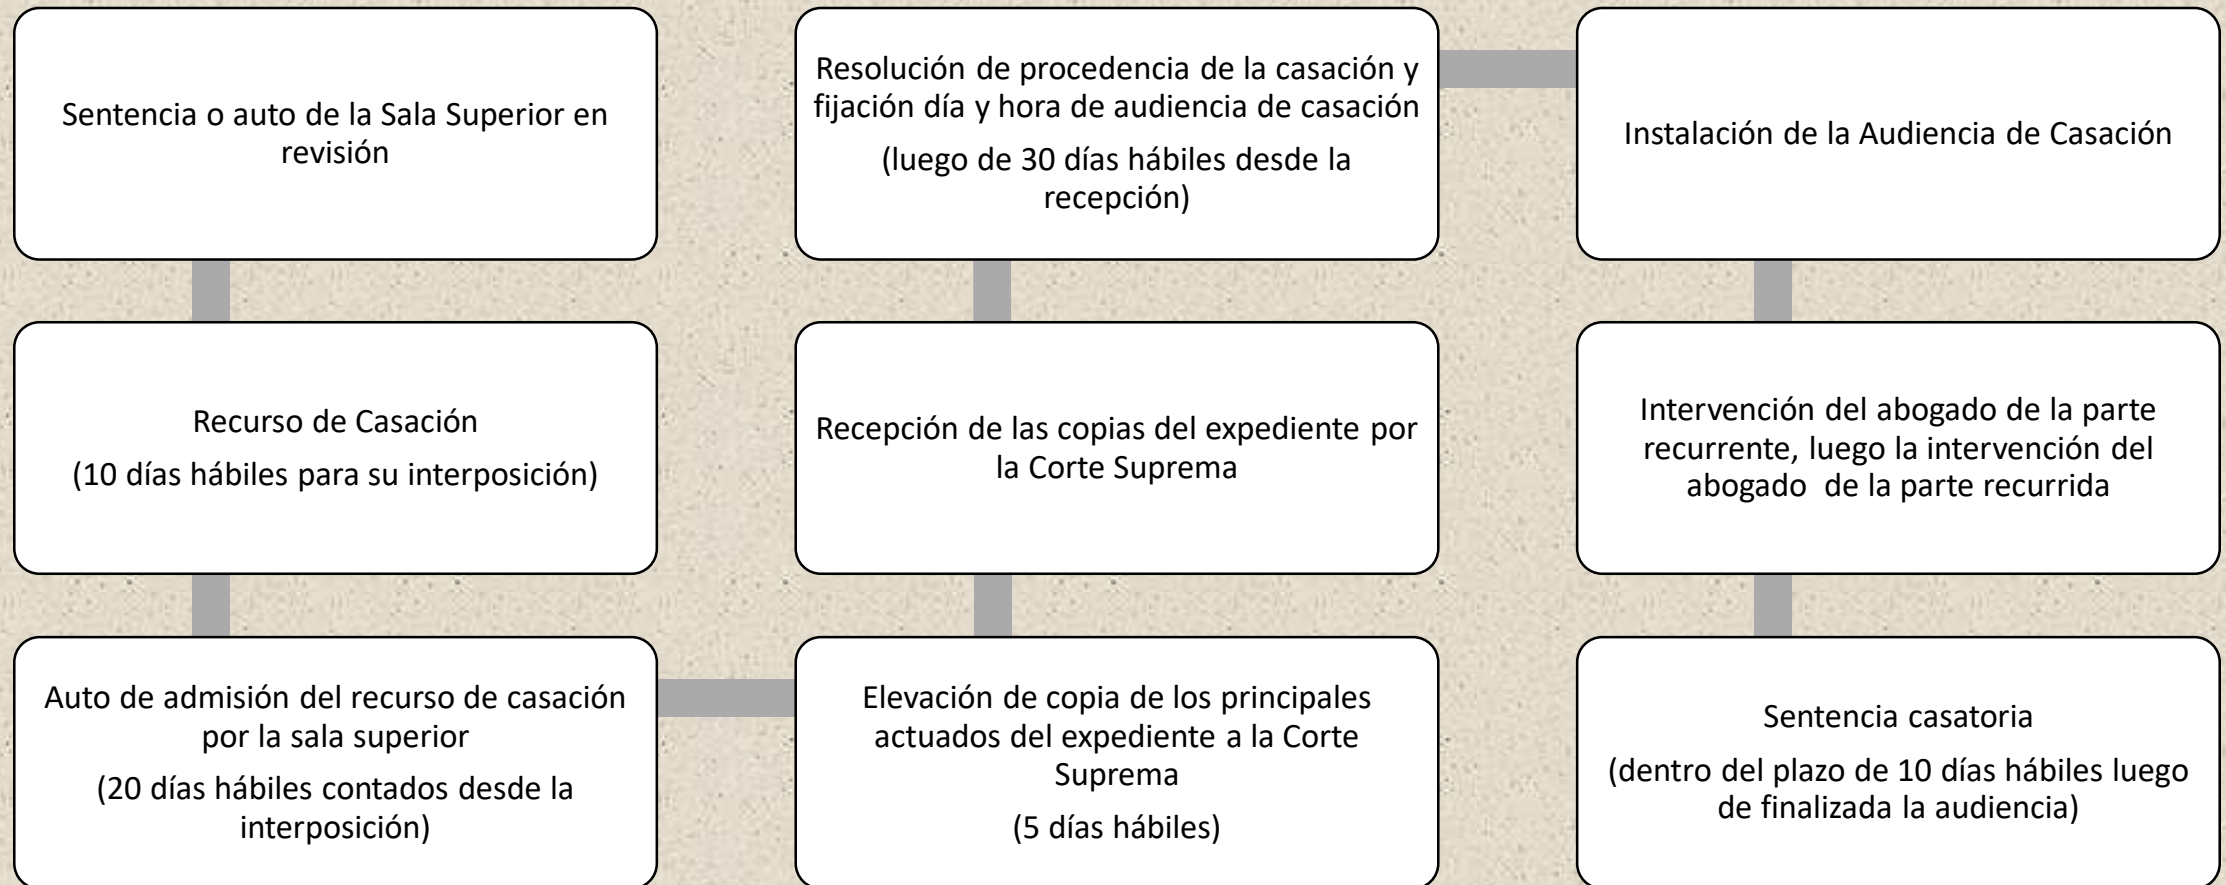 Sentencia o auto de la Sala Superior en
revisión
Recurso de Casación
(10 días hábiles para su interposición)
Auto de admisión del recurso de casación
por la sala superior
(20 días hábiles contados desde la
interposición)
Elevación de copia de los principales
actuados del expediente a la Corte
Suprema
(5 días hábiles)
Recepción de las copias del expediente por
la Corte Suprema
Resolución de procedencia de la casación y
fijación día y hora de audiencia de casación
(luego de 30 días hábiles desde la
recepción)
Instalación de la Audiencia de Casación
Intervención del abogado de la parte
recurrente, luego la intervención del
abogado  de la parte recurrida
Sentencia casatoria
(dentro del plazo de 10 días hábiles luego
de finalizada la audiencia)